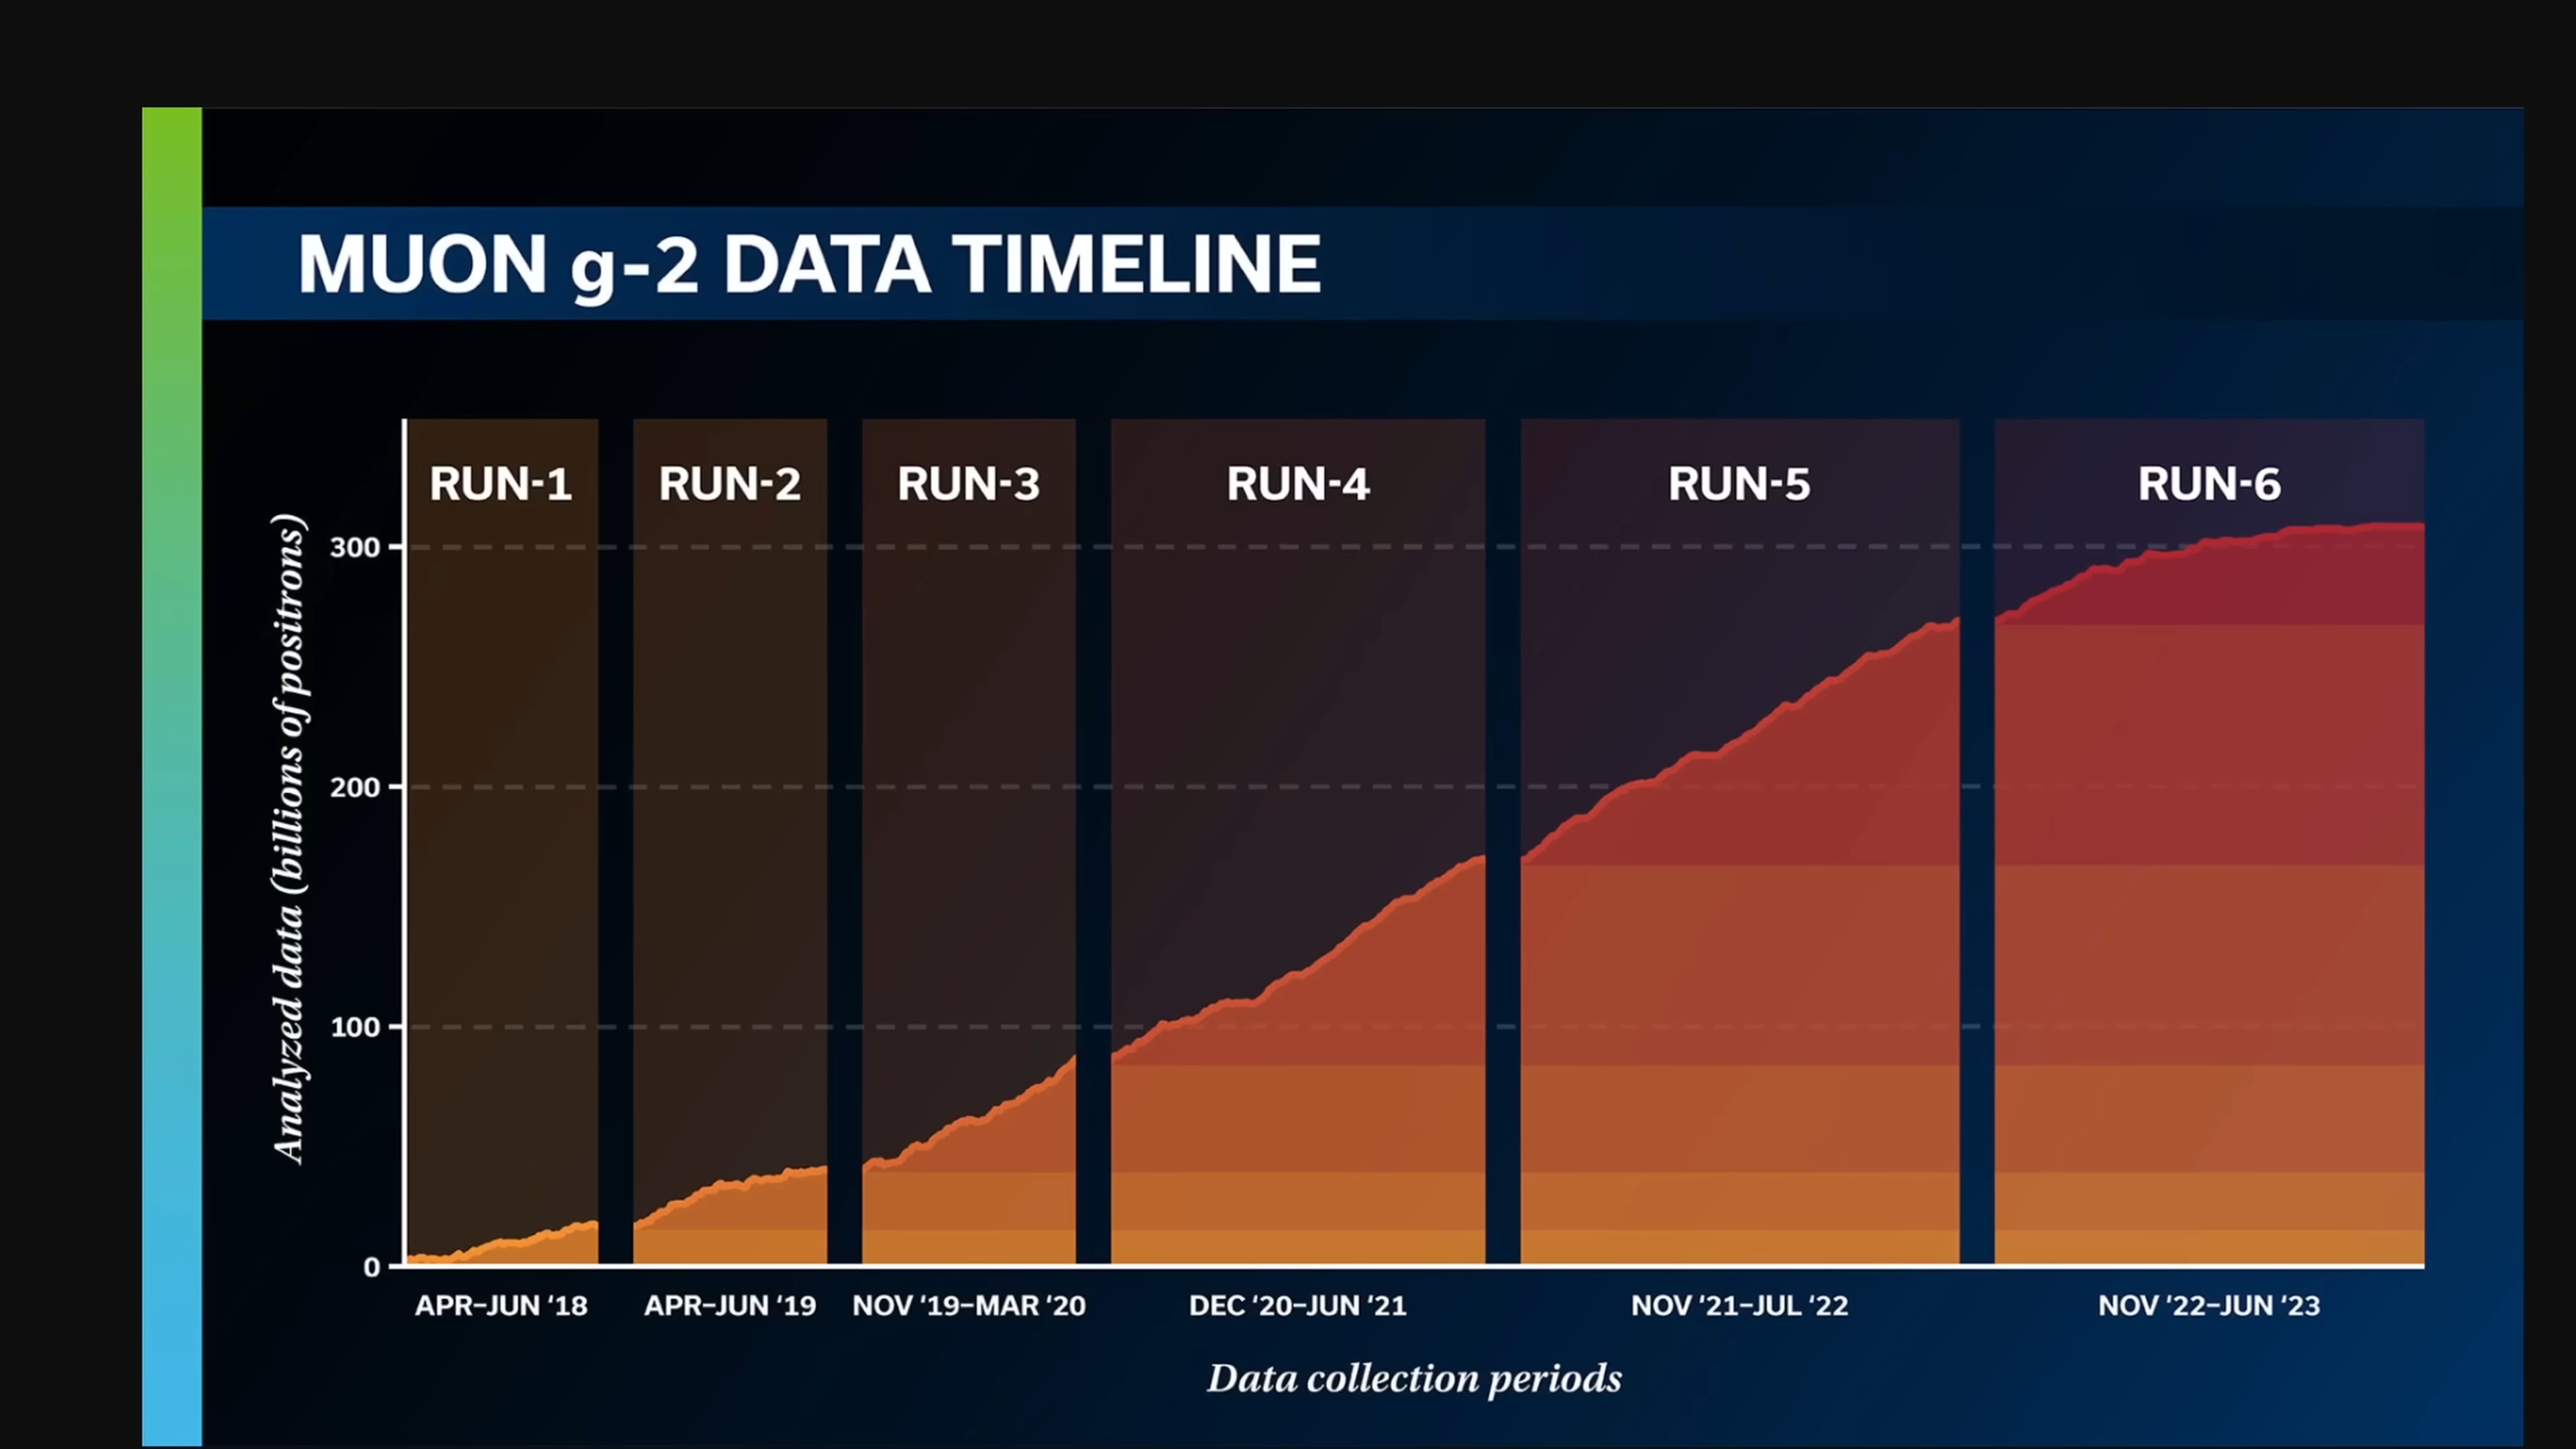 MUON g-2 DATA TIMELINE
RUN-1
RUN-2
RUN-3
RUN-4
RUN-5
RUN-6
Analyzed data (billions of positrons)
300
200
100
0
APR–JUN ‘18
APR–JUN ‘19
NOV ‘19–MAR ‘20
DEC ‘20–JUN ‘21
NOV ‘21–JUL ‘22
NOV ‘22–JUN ‘23
Data collection periods